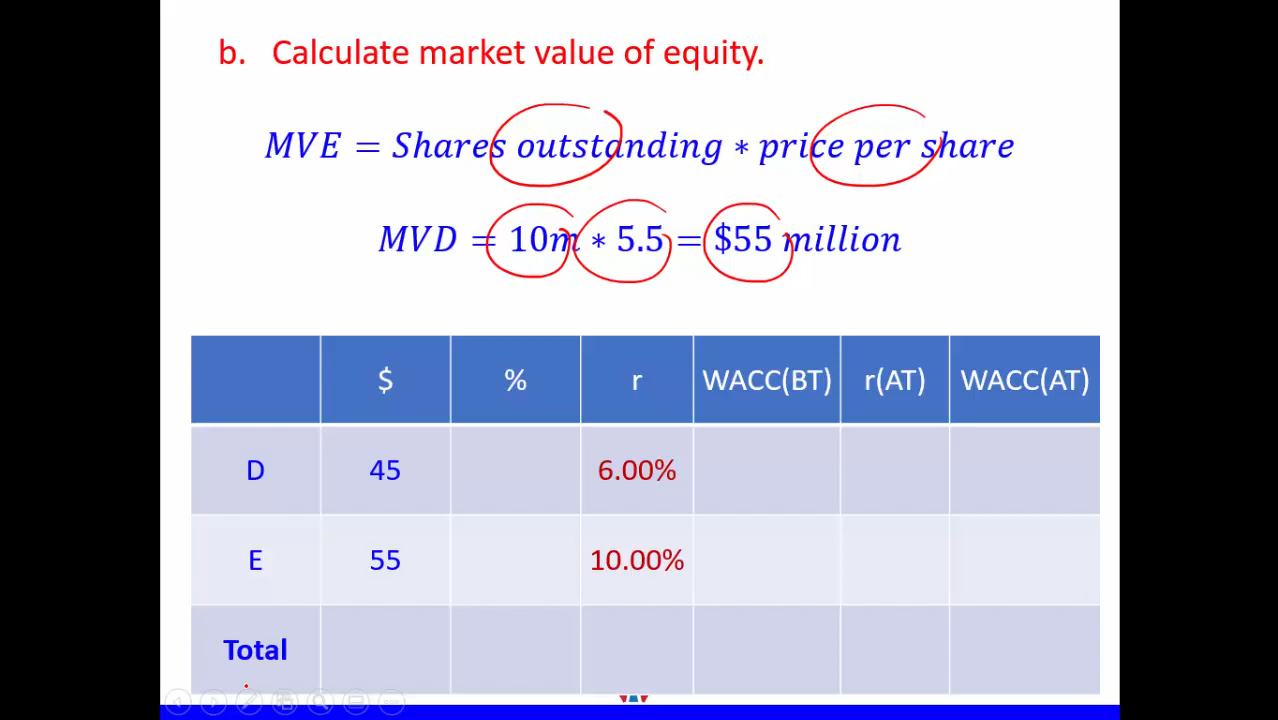 b. Calculate market value of equity.
MVE = Shares outstanding * price per share
MVD = 10m * 5.5 = $55 million
$ % r WACC(BT) r(AT) WACC(AT)
D 45 6.00%
E 55 10.00%
Total